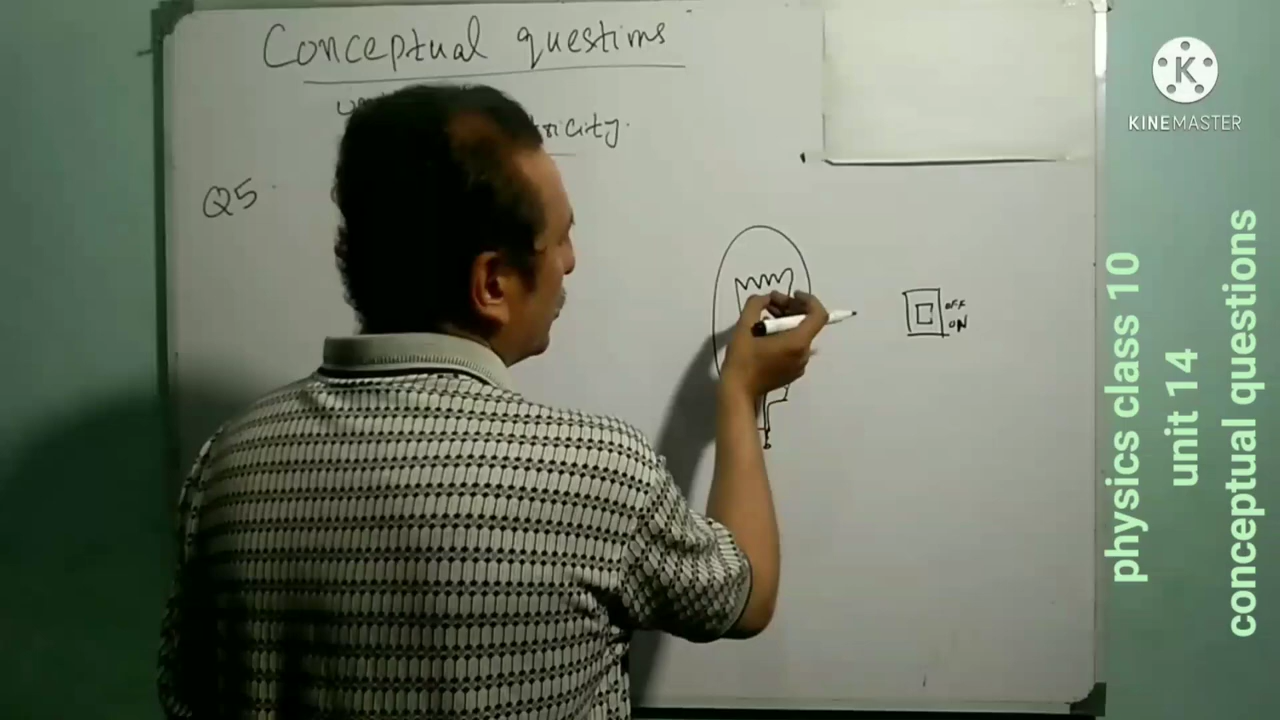 Conceptual questions
Q5
OFF
ON
KINEMASTER
physics class 10
unit 14
conceptual questions